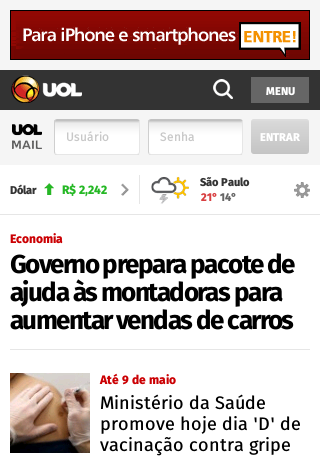 Para iPhone e smartphones ENTRE!
UOL
MENU
UOL
MAIL
Usuário
Senha
ENTRAR
Dólar R$ 2,242
São Paulo
21° 14°
Economia
Governo prepara pacote de
ajuda às montadoras para
aumentar vendas de carros
Até 9 de maio
Ministério da Saúde
promove hoje dia 'D' de
vacinação contra gripe